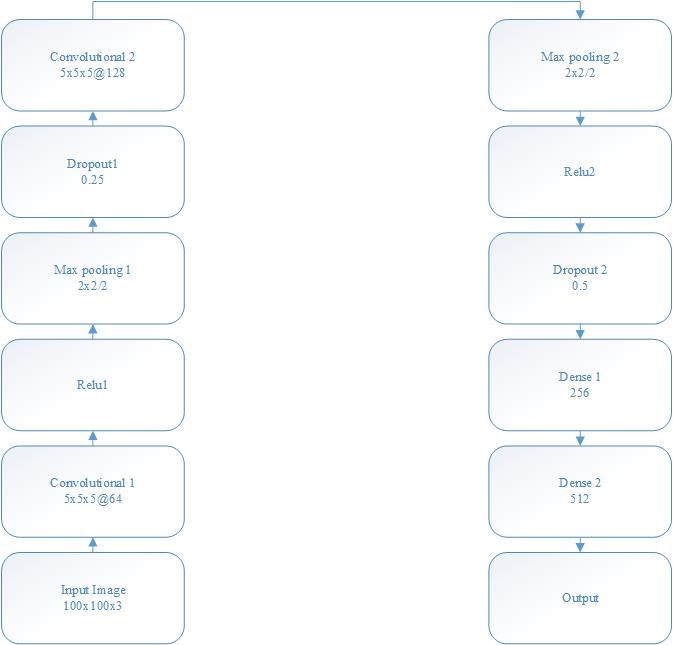 Convolutional 2
5x5x5@128
Dropout1
0.25
Max pooling 1
2x2/2
Relu1
Convolutional 1
5x5x5@64
Input Image
100x100x3
Max pooling 2
2x2/2
Relu2
Dropout 2
0.5
Dense 1
256
Dense 2
512
Output